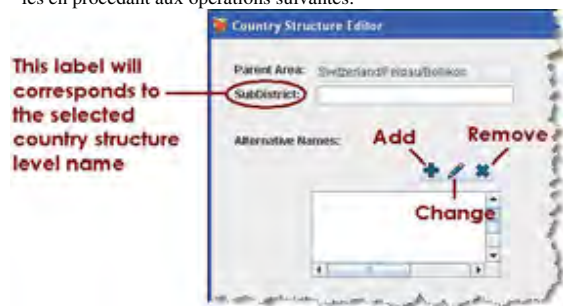 les en procédant aux opérations suivantes:
Country Structure Editor
This label will
corresponds to
the selected
country structure
level name
Parent Area: Switzerland/Felsau/Bolikon
SubDistrict:
Alternative Names:
Add
Remove
Change